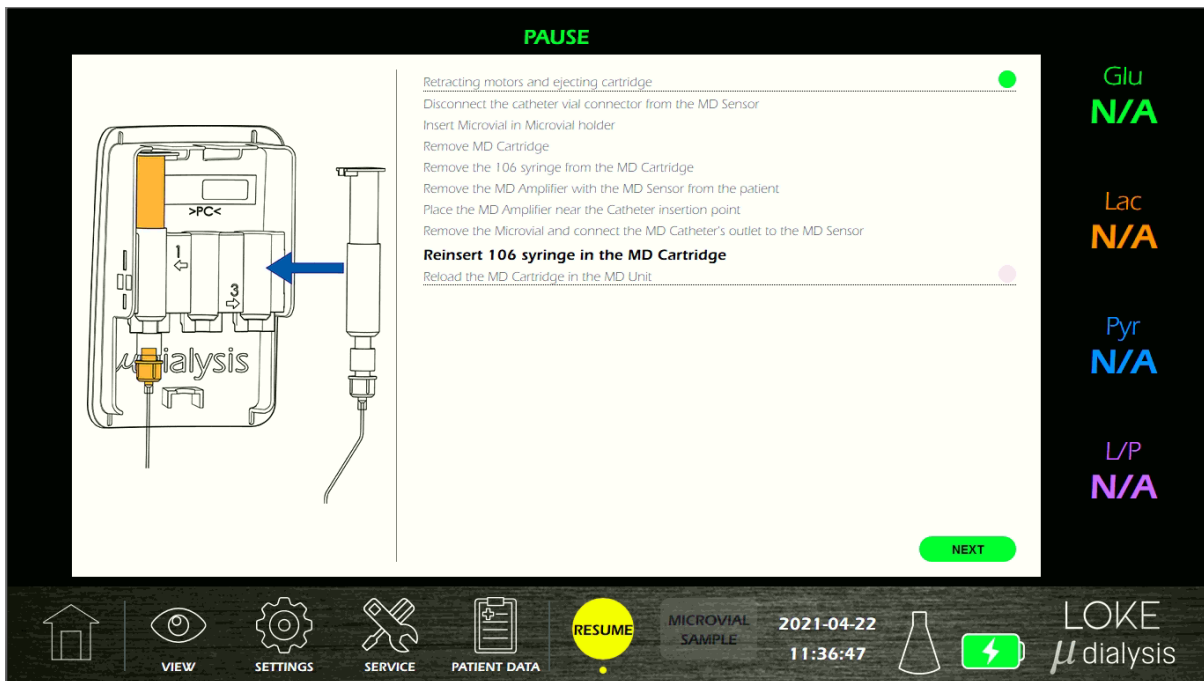 PAUSE
Retracting motors and ejecting cartridge
Disconnect the catheter vial connector from the MD Sensor
Insert Microvial in Microvial holder
Remove MD Cartridge
Remove the 106 syringe from the MD Cartridge
Remove the MD Amplifier with the MD Sensor from the patient
Place the MD Amplifier near the Catheter insertion point
Remove the Microvial and connect the MD Catheter's outlet to the MD Sensor
Reinsert 106 syringe in the MD Cartridge
Reload the MD Cartridge in the MD Unit
>PC<
1
3
μ dialysis
NEXT
Glu
N/A
Lac
N/A
Pyr
N/A
L/P
N/A
VIEW
SETTINGS
SERVICE
PATIENT DATA
RESUME
MICROVIAL
SAMPLE
2021-04-22
11:36:47
LOKE
μ dialysis